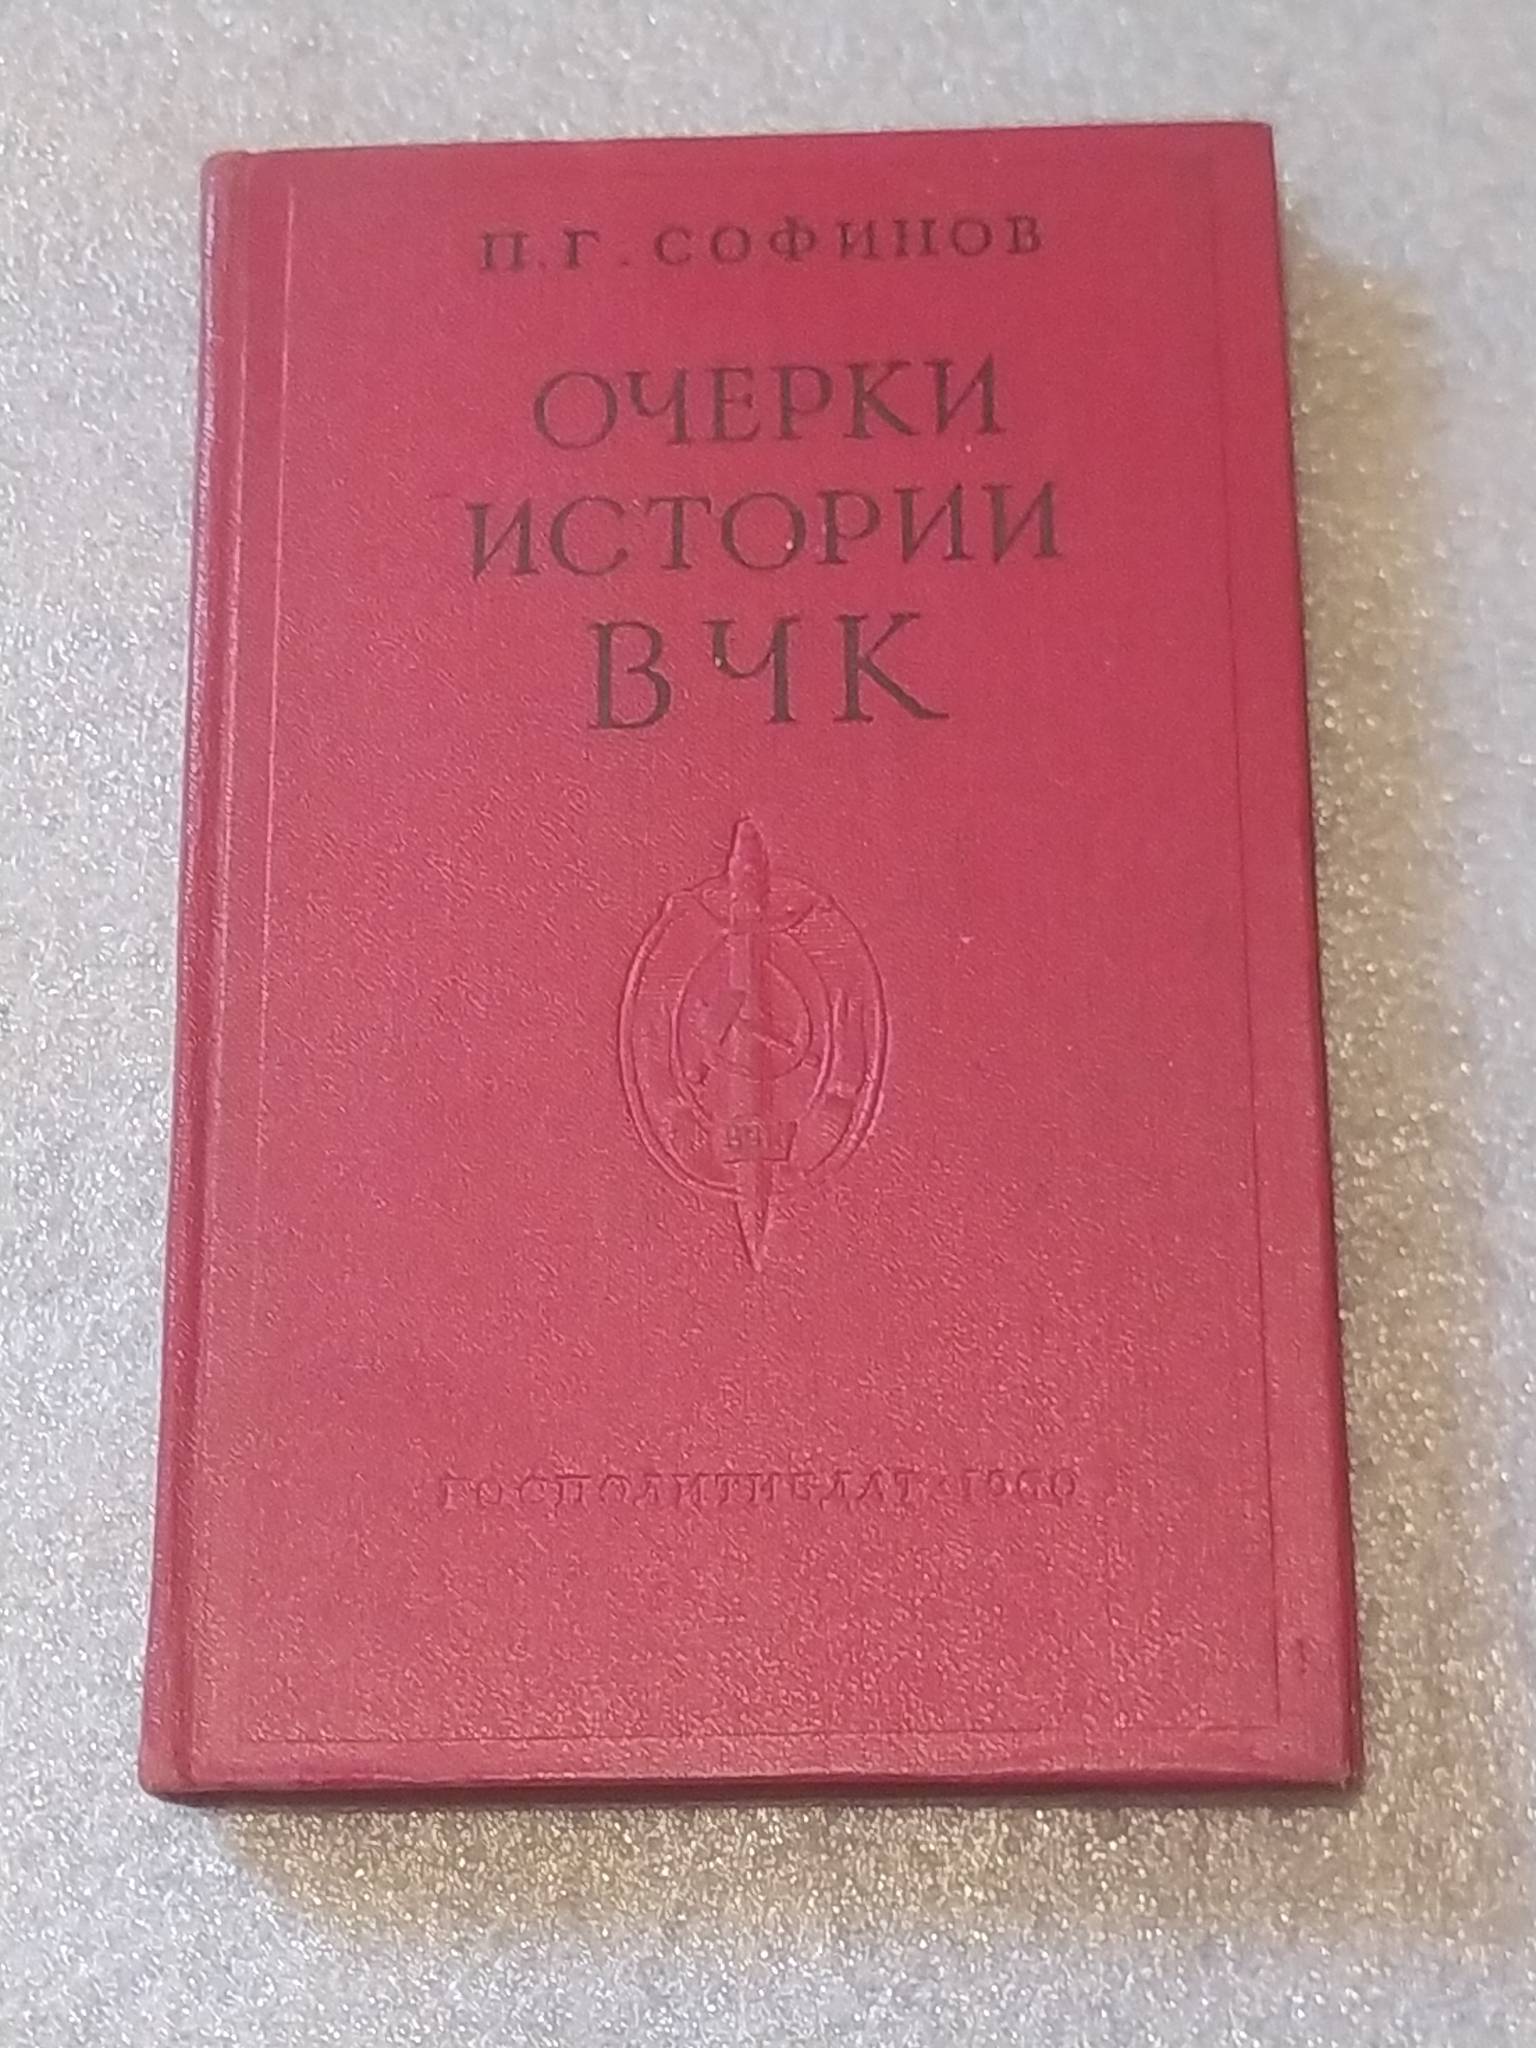 П.Г. СОФИНОВ
ОЧЕРКИ
ИСТОРИИ
ВЧК
ГОСПОЛИТИЗДАТ · 1960